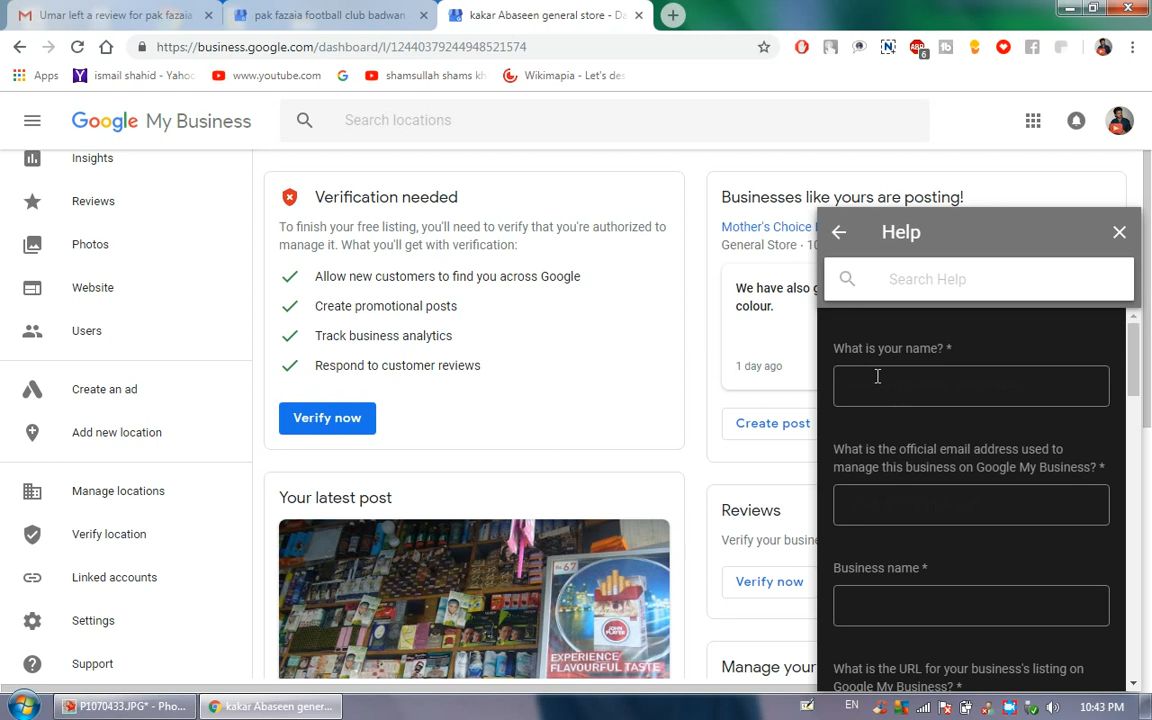 Umar left a review for pak fazaia
pak fazaia football club badwan
kakar Abaseen general store - Da
https://business.google.com/dashboard/l/12440379244948521574
6
Apps
ismail shahid - Yahoo
www.youtube.com
shamsullah shams kh
Wikimapia - Let's des
Google My Business
Search locations
Insights
Reviews
Photos
Website
Users
Create an ad
Add new location
Manage locations
Verify location
Linked accounts
Settings
Support
Verification needed
To finish your free listing, you'll need to verify that you're authorized to
manage it. What you'll get with verification:
Allow new customers to find you across Google
Create promotional posts
Track business analytics
Respond to customer reviews
Verify now
Your latest post
No 67
JOHN PLAYER
EXPERIENCE
FLAVOURFUL TASTE
Businesses like yours are posting!
Mother's Choice
General Store · 10
We have also g
colour.
1 day ago
Create post
Reviews
Verify your busine
Verify now
Manage your
Help
Search Help
What is your name? *
What is the official email address used to
manage this business on Google My Business? *
Business name *
What is the URL for your business's listing on
Google My Business? *
P1070433.JPG* - Pho...
kakar Abaseen gener...
EN
10:43 PM